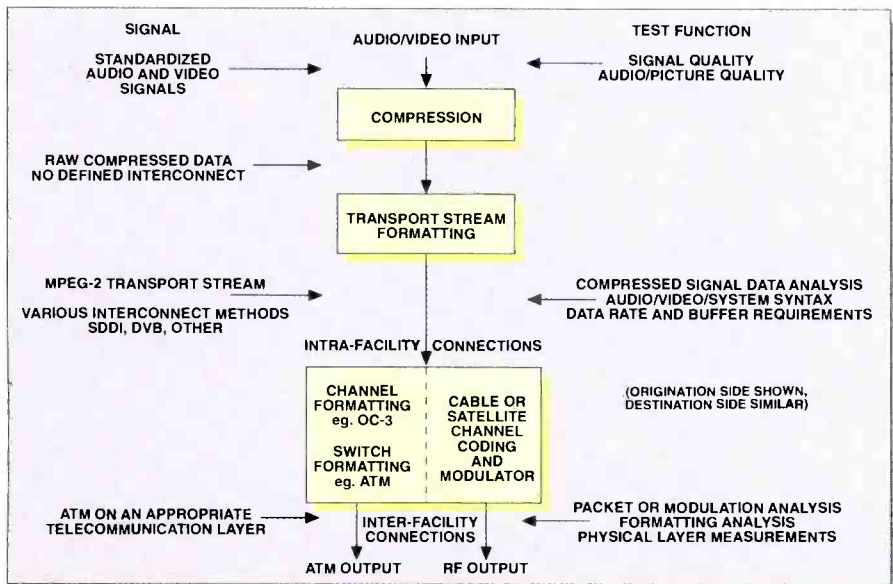 SIGNAL
AUDIO/VIDEO INPUT
TEST FUNCTION
STANDARDIZED
AUDIO AND VIDEO
SIGNALS
SIGNAL QUALITY
AUDIO/PICTURE QUALITY
COMPRESSION
RAW COMPRESSED DATA
NO DEFINED INTERCONNECT
TRANSPORT STREAM
FORMATTING
MPEG-2 TRANSPORT STREAM
VARIOUS INTERCONNECT METHODS
SDDI, DVB, OTHER
COMPRESSED SIGNAL DATA ANALYSIS
AUDIO/VIDEO/SYSTEM SYNTAX
DATA RATE AND BUFFER REQUIREMENTS
INTRA-FACILITY CONNECTIONS
CHANNEL
FORMATTING
eg. OC-3
SWITCH
FORMATTING
eg. ATM
CABLE OR
SATELLITE
CHANNEL
CODING
AND
MODULATOR
(ORIGINATION SIDE SHOWN,
DESTINATION SIDE SIMILAR)
ATM ON AN APPROPRIATE
TELECOMMUNICATION LAYER
INTER-FACILITY
CONNECTIONS
PACKET OR MODULATION ANALYSIS
FORMATTING ANALYSIS
PHYSICAL LAYER MEASUREMENTS
ATM OUTPUT
RF OUTPUT